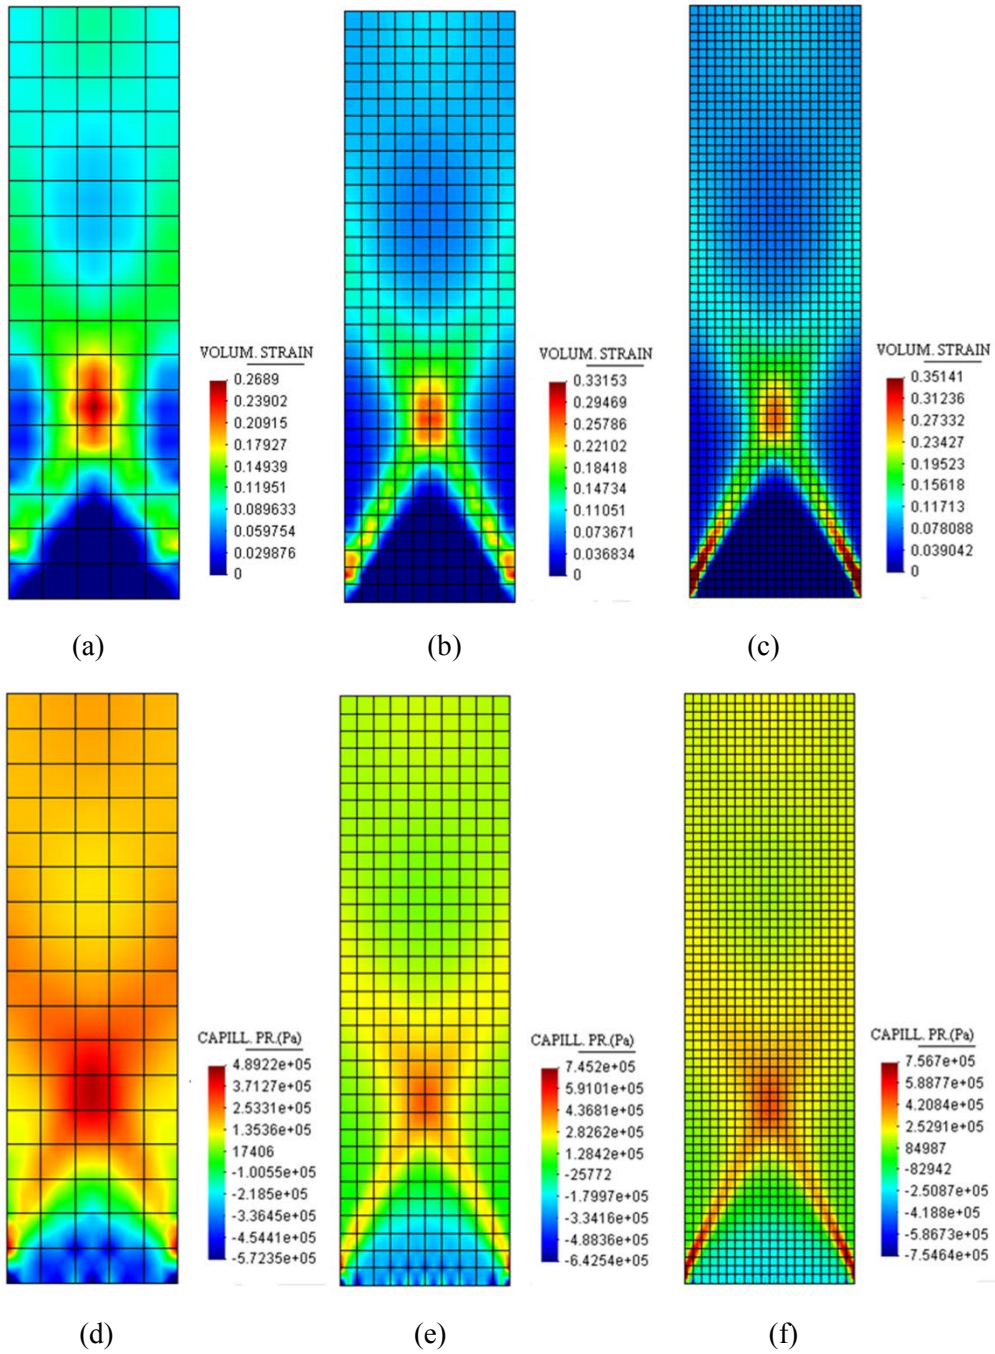 VOLUM. STRAIN
0.2689
0.23902
0.20915
0.17927
0.14939
0.11951
0.089633
0.059754
0.029876
0
VOLUM. STRAIN
0.33153
0.29469
0.25786
0.22102
0.18418
0.14734
0.11051
0.073671
0.036834
0
VOLUM. STRAIN
0.35141
0.31236
0.27332
0.23427
0.19523
0.15618
0.11713
0.078088
0.039042
0
(a)
(b)
(c)
CAPILL. PR.(Pa)
4.8922e+05
3.7127e+05
2.5331e+05
1.3536e+05
17406
-1.0055e+05
-2.185e+05
-3.3645e+05
-4.5441e+05
-5.7235e+05
CAPILL. PR.(Pa)
7.452e+05
5.9101e+05
4.3681e+05
2.8262e+05
1.2842e+05
-25772
-1.7997e+05
-3.3416e+05
-4.8836e+05
-6.4254e+05
CAPILL. PR.(Pa)
7.567e+05
5.8877e+05
4.2084e+05
2.5291e+05
84987
-82942
-2.5087e+05
-4.188e+05
-5.8673e+05
-7.5464e+05
(d)
(e)
(f)